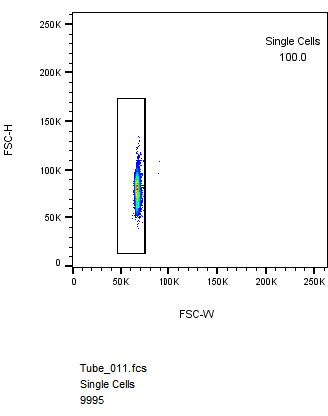 250K
Single Cells
100.0
200K
150K
FSC-H
100K
50K
0
0 50K 100K 150K 200K 250K
FSC-W
Tube_011.fcs
Single Cells
9995